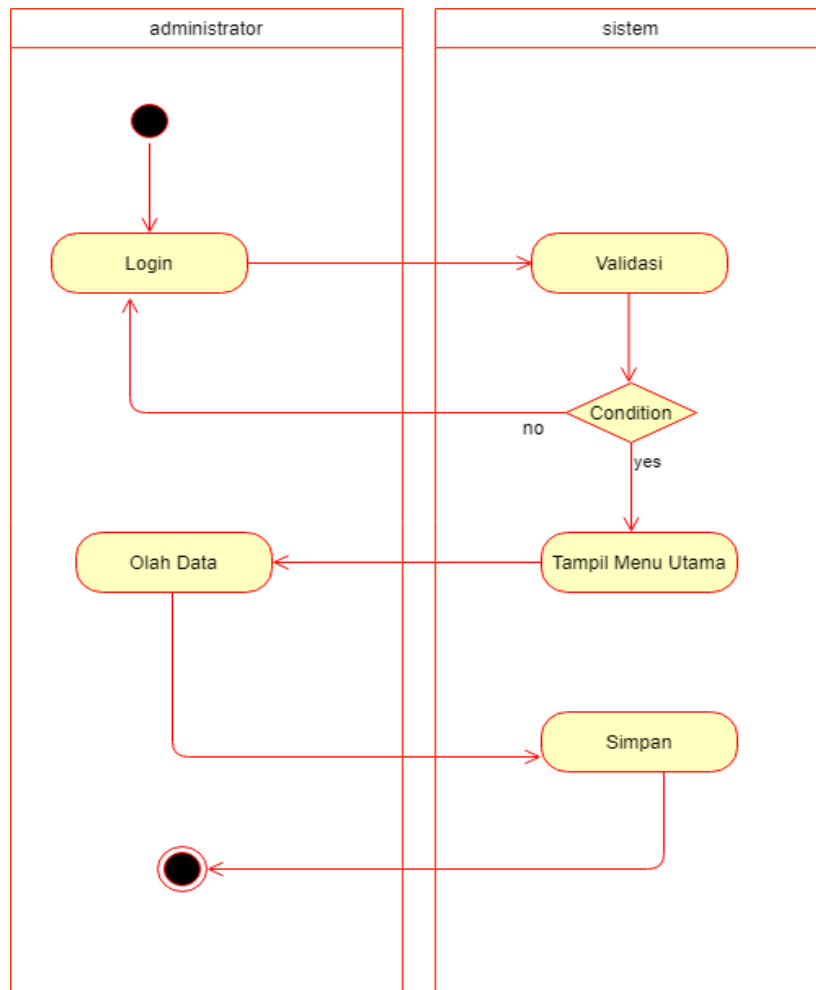 administrator
sistem
Login
Validasi
Condition
no
yes
Olah Data
Tampil Menu Utama
Simpan